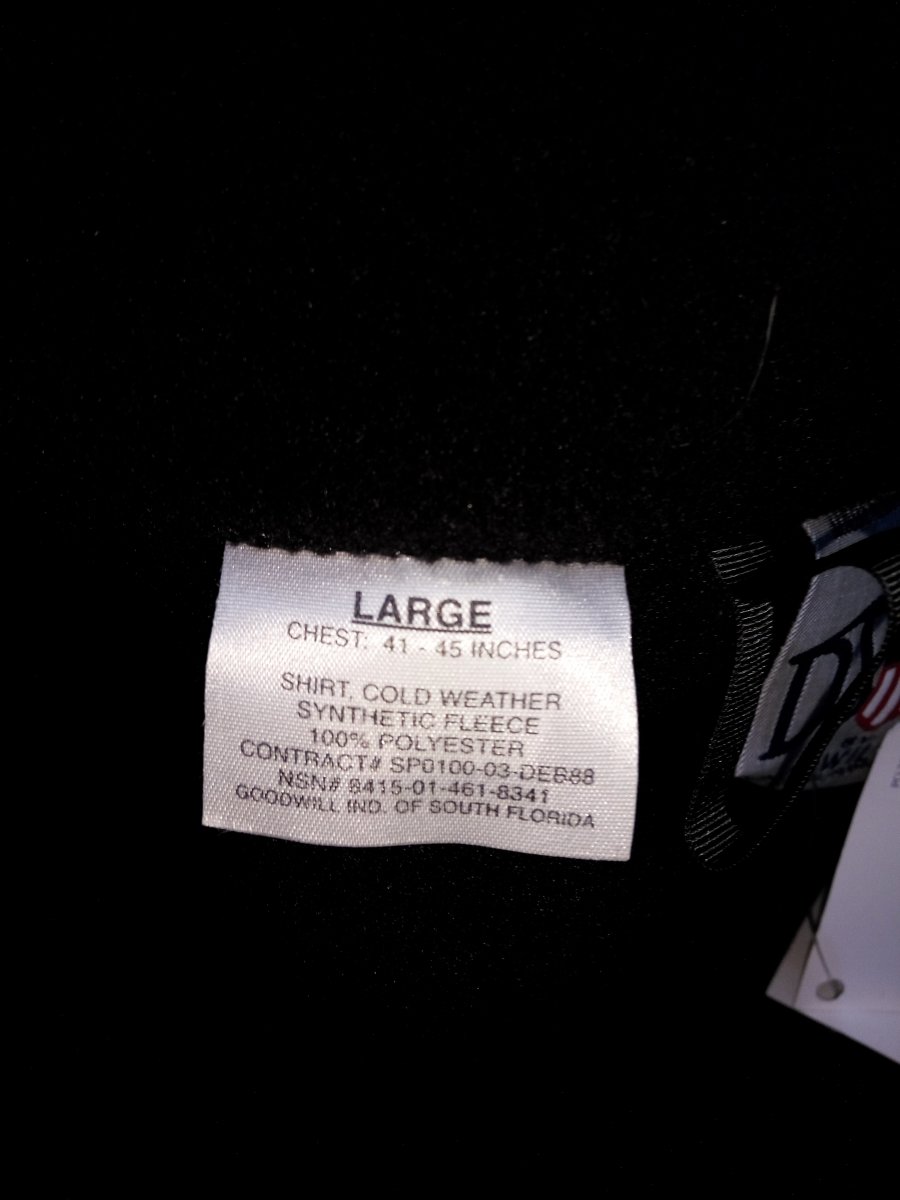 LARGE
CHEST: 41 - 45 INCHES
SHIRT, COLD WEATHER
SYNTHETIC FLEECE
100% POLYESTER
CONTRACT# SP0100-03-DEB88
NSN# 8415-01-461-8341
GOODWILL IND. OF SOUTH FLORIDA